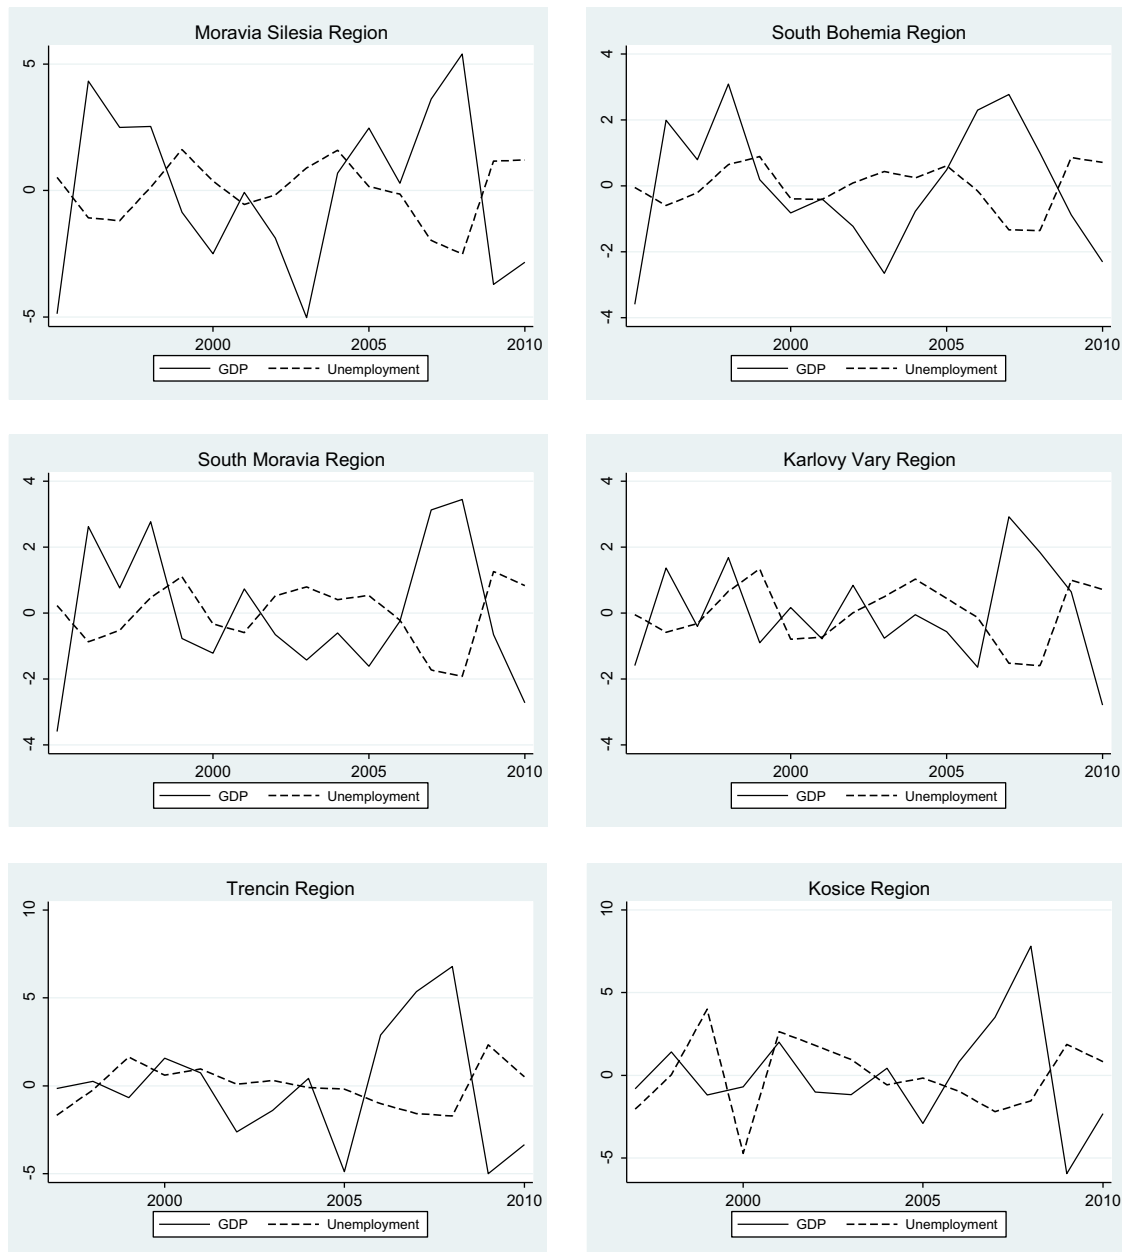 Moravia Silesia Region
5
0
-5
2000 2005 2010
GDP Unemployment
South Bohemia Region
4
2
0
-2
-4
2000 2005 2010
GDP Unemployment
South Moravia Region
4
2
0
-2
-4
2000 2005 2010
GDP Unemployment
Karlovy Vary Region
4
2
0
-2
-4
2000 2005 2010
GDP Unemployment
Trencin Region
10
5
0
-5
2000 2005 2010
GDP Unemployment
Kosice Region
10
5
0
-5
2000 2005 2010
GDP Unemployment